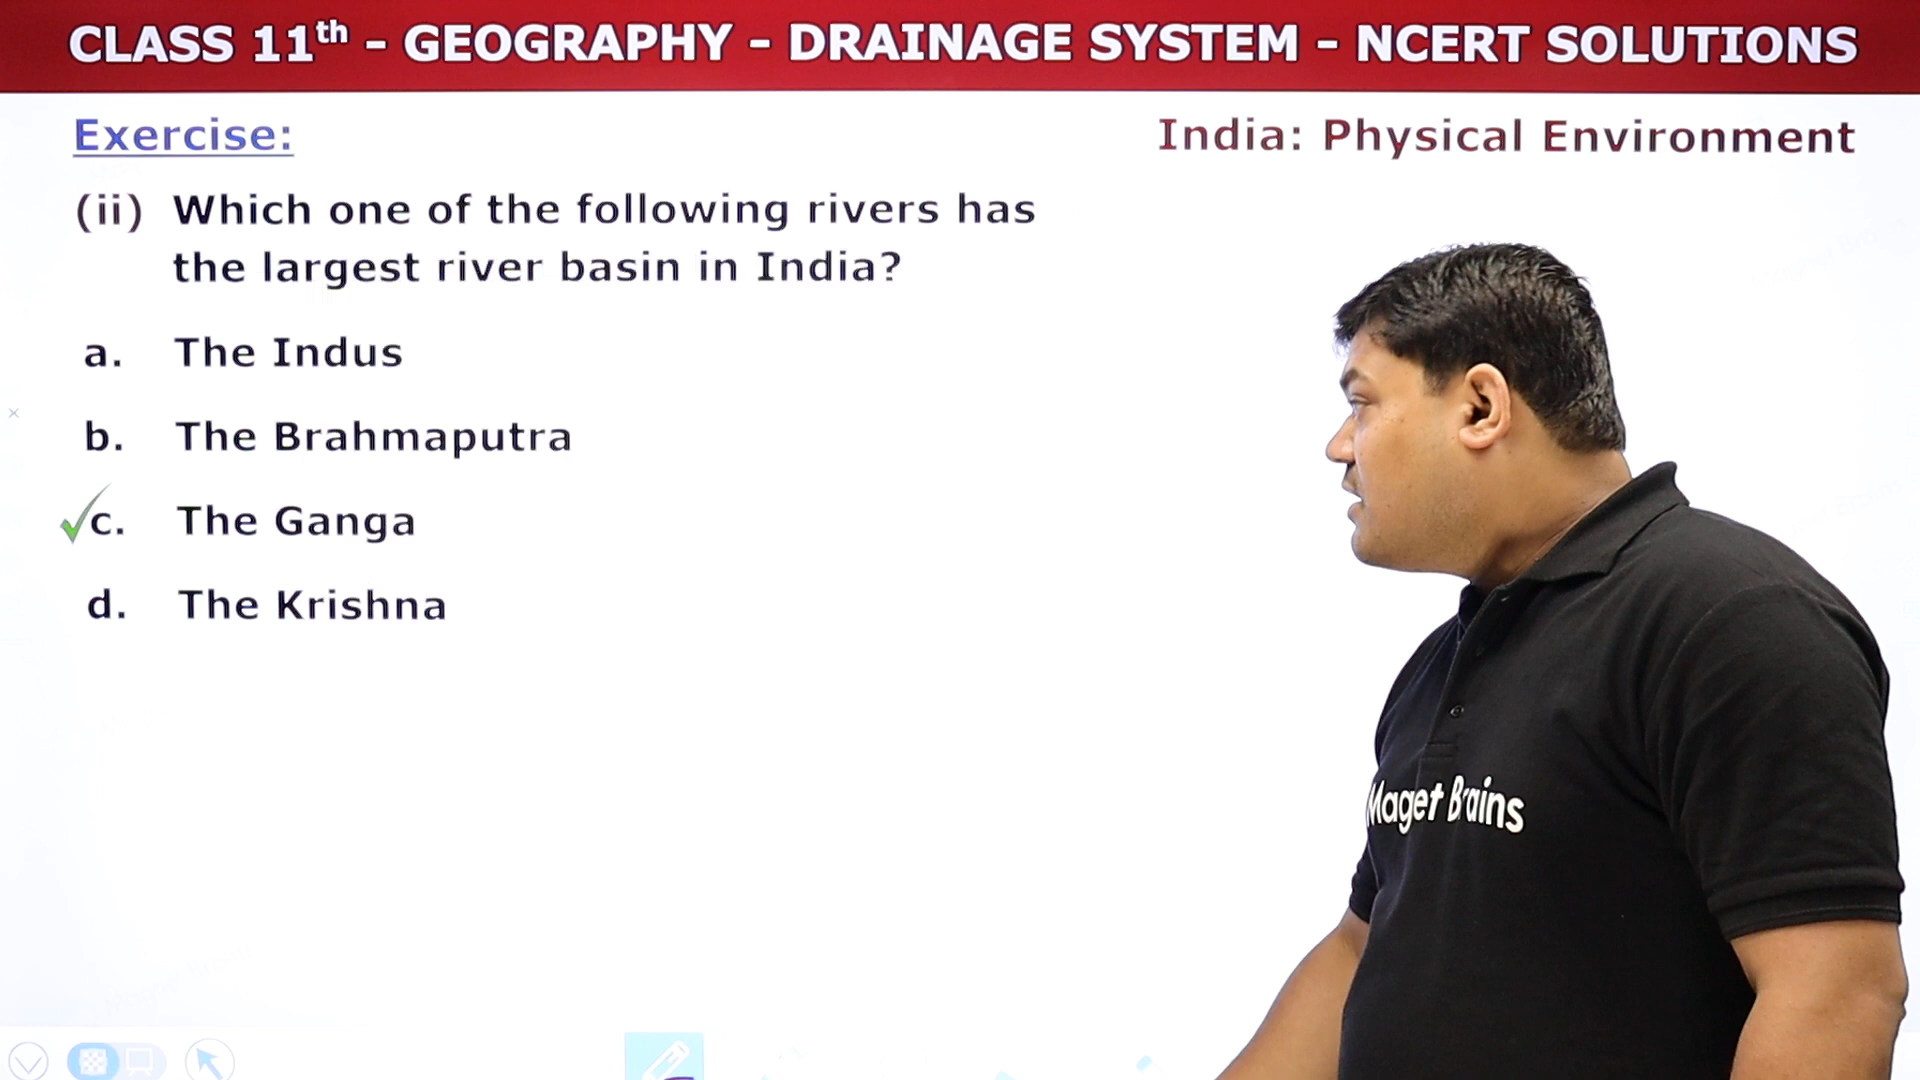 CLASS 11th - GEOGRAPHY - DRAINAGE SYSTEM - NCERT SOLUTIONS
Exercise:
India: Physical Environment
(ii) Which one of the following rivers has
the largest river basin in India?
a. The Indus
b. The Brahmaputra
c. The Ganga
d. The Krishna
Maget Brains